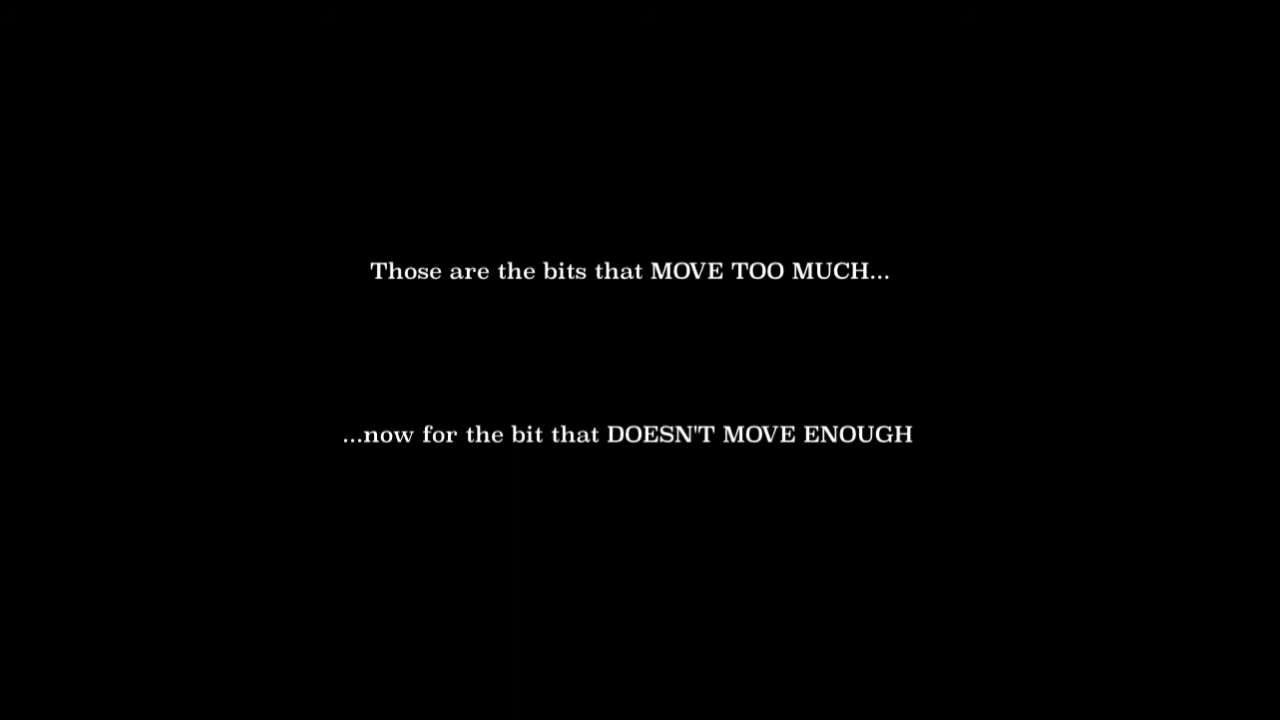 Those are the bits that MOVE TOO MUCH...
...now for the bit that DOESN'T MOVE ENOUGH